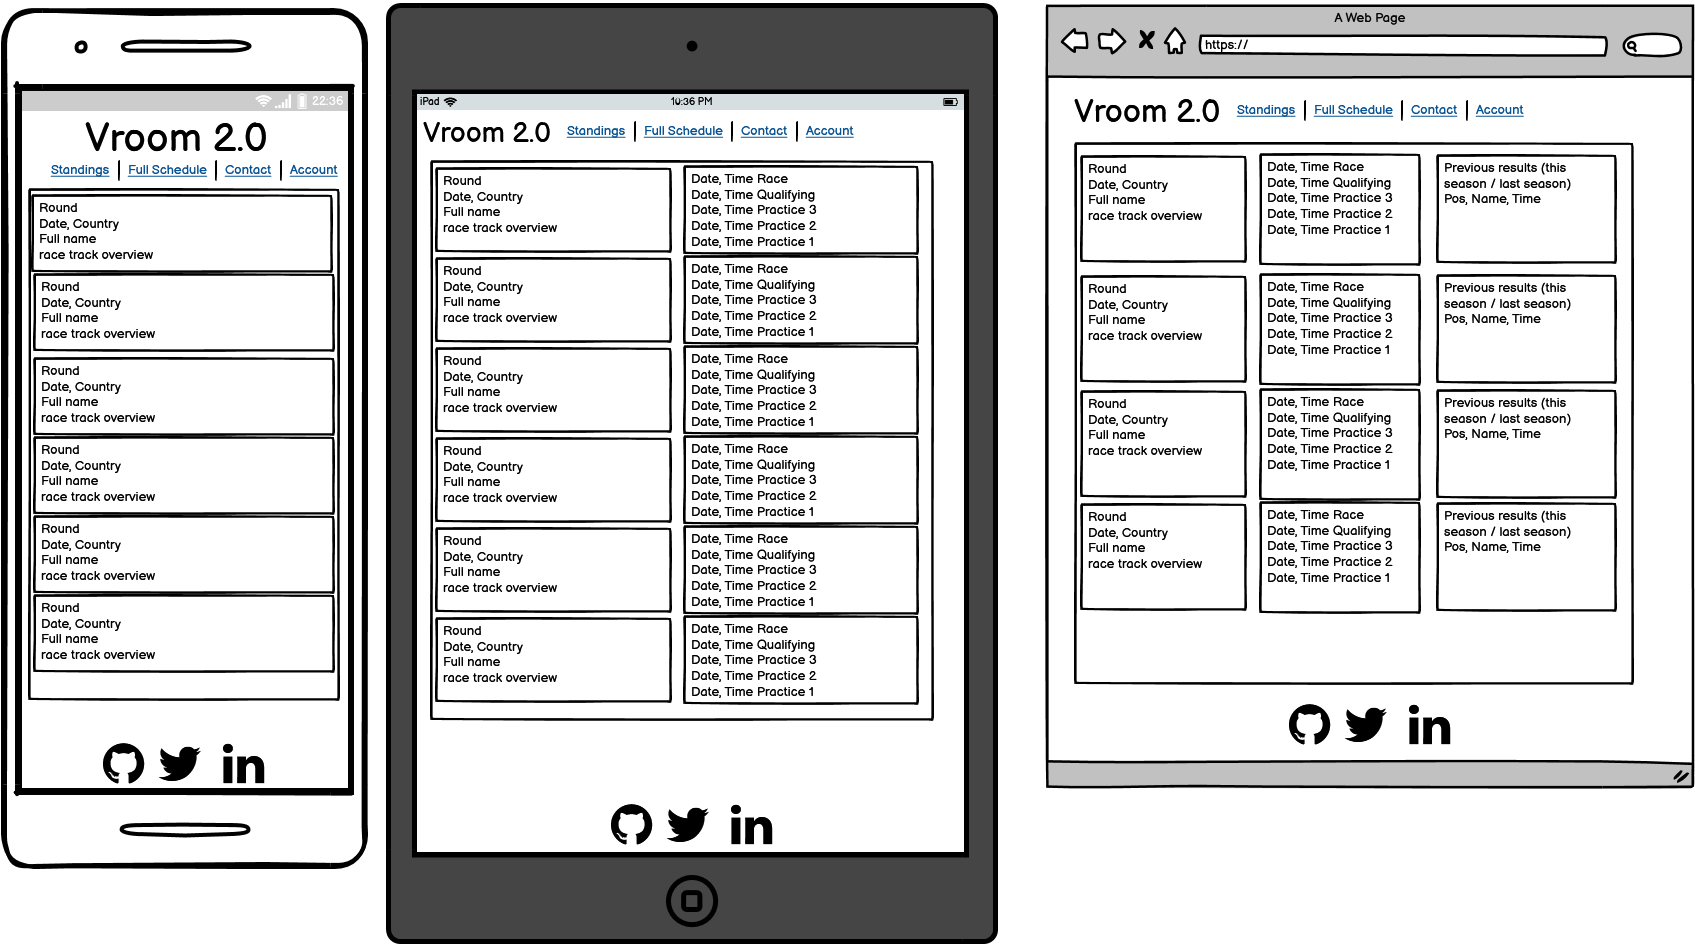 22:36
Vroom 2.0
Standings | Full Schedule | Contact | Account
Round
Date, Country
Full name
race track overview
Round
Date, Country
Full name
race track overview
Round
Date, Country
Full name
race track overview
Round
Date, Country
Full name
race track overview
Round
Date, Country
Full name
race track overview
Round
Date, Country
Full name
race track overview
in
iPad 10:36 PM
Vroom 2.0 Standings | Full Schedule | Contact | Account
Round
Date, Country
Full name
race track overview
Date, Time Race
Date, Time Qualifying
Date, Time Practice 3
Date, Time Practice 2
Date, Time Practice 1
Round
Date, Country
Full name
race track overview
Date, Time Race
Date, Time Qualifying
Date, Time Practice 3
Date, Time Practice 2
Date, Time Practice 1
Round
Date, Country
Full name
race track overview
Date, Time Race
Date, Time Qualifying
Date, Time Practice 3
Date, Time Practice 2
Date, Time Practice 1
Round
Date, Country
Full name
race track overview
Date, Time Race
Date, Time Qualifying
Date, Time Practice 3
Date, Time Practice 2
Date, Time Practice 1
Round
Date, Country
Full name
race track overview
Date, Time Race
Date, Time Qualifying
Date, Time Practice 3
Date, Time Practice 2
Date, Time Practice 1
Round
Date, Country
Full name
race track overview
Date, Time Race
Date, Time Qualifying
Date, Time Practice 3
Date, Time Practice 2
Date, Time Practice 1
in
A Web Page
https://
Vroom 2.0 Standings | Full Schedule | Contact | Account
Round
Date, Country
Full name
race track overview
Date, Time Race
Date, Time Qualifying
Date, Time Practice 3
Date, Time Practice 2
Date, Time Practice 1
Previous results (this
season / last season)
Pos, Name, Time
Round
Date, Country
Full name
race track overview
Date, Time Race
Date, Time Qualifying
Date, Time Practice 3
Date, Time Practice 2
Date, Time Practice 1
Previous results (this
season / last season)
Pos, Name, Time
Round
Date, Country
Full name
race track overview
Date, Time Race
Date, Time Qualifying
Date, Time Practice 3
Date, Time Practice 2
Date, Time Practice 1
Previous results (this
season / last season)
Pos, Name, Time
Round
Date, Country
Full name
race track overview
Date, Time Race
Date, Time Qualifying
Date, Time Practice 3
Date, Time Practice 2
Date, Time Practice 1
Previous results (this
season / last season)
Pos, Name, Time
in